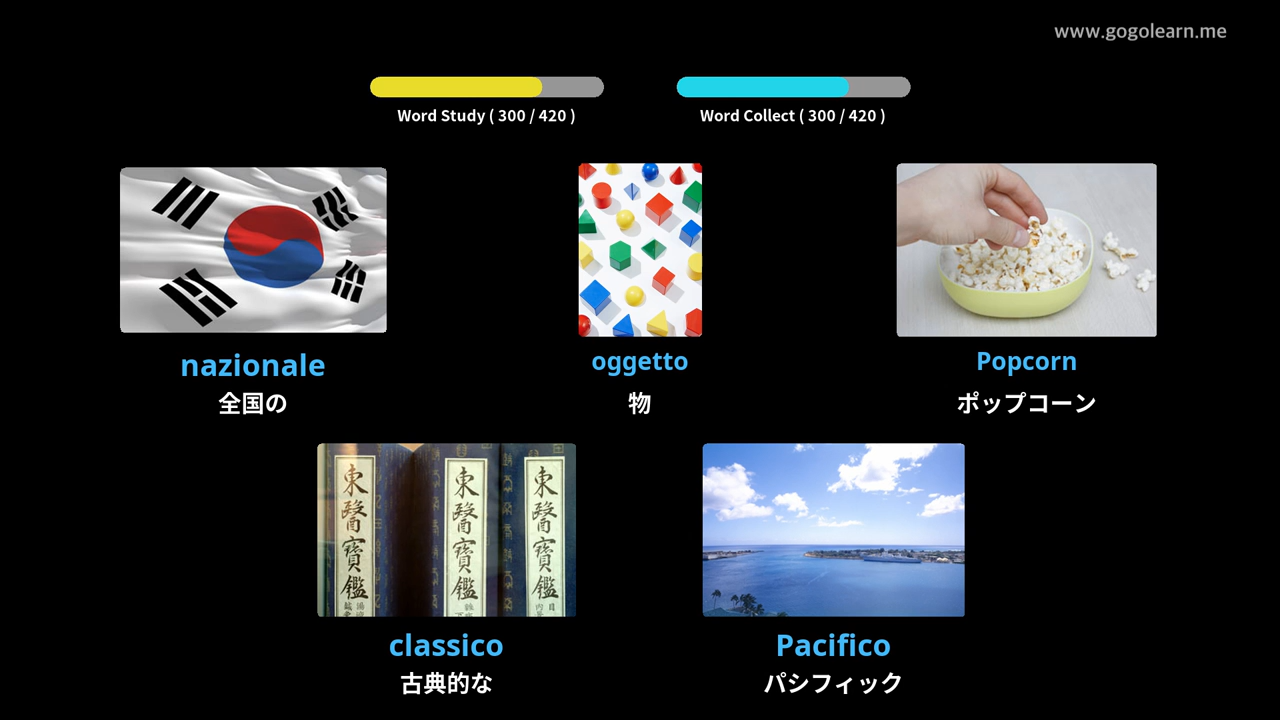 www.gogolearn.me
Word Study ( 300 / 420 )
Word Collect ( 300 / 420 )
nazionale
全国の
oggetto
物
Popcorn
ポップコーン
東醫寶鑑
東醫寶鑑
東醫寶鑑
classico
古典的な
Pacifico
パシフィック